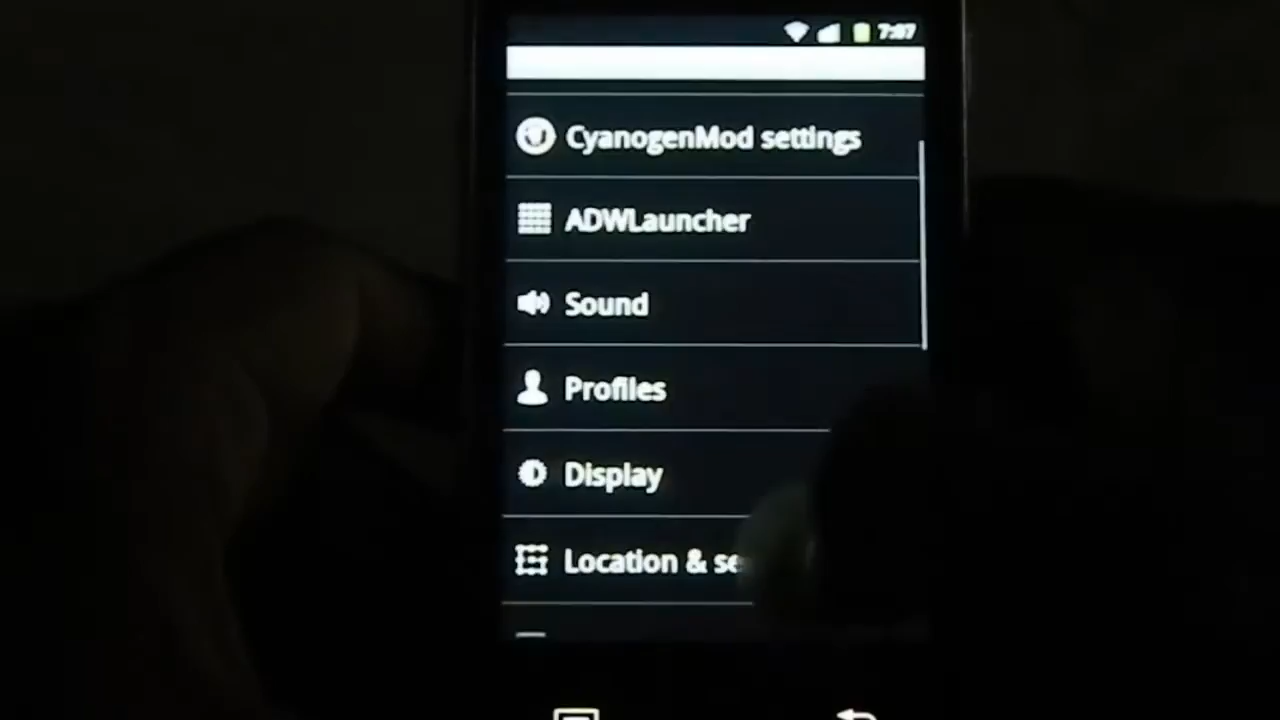 7:07
CyanogenMod settings
ADWLauncher
Sound
Profiles
Display
Location & se